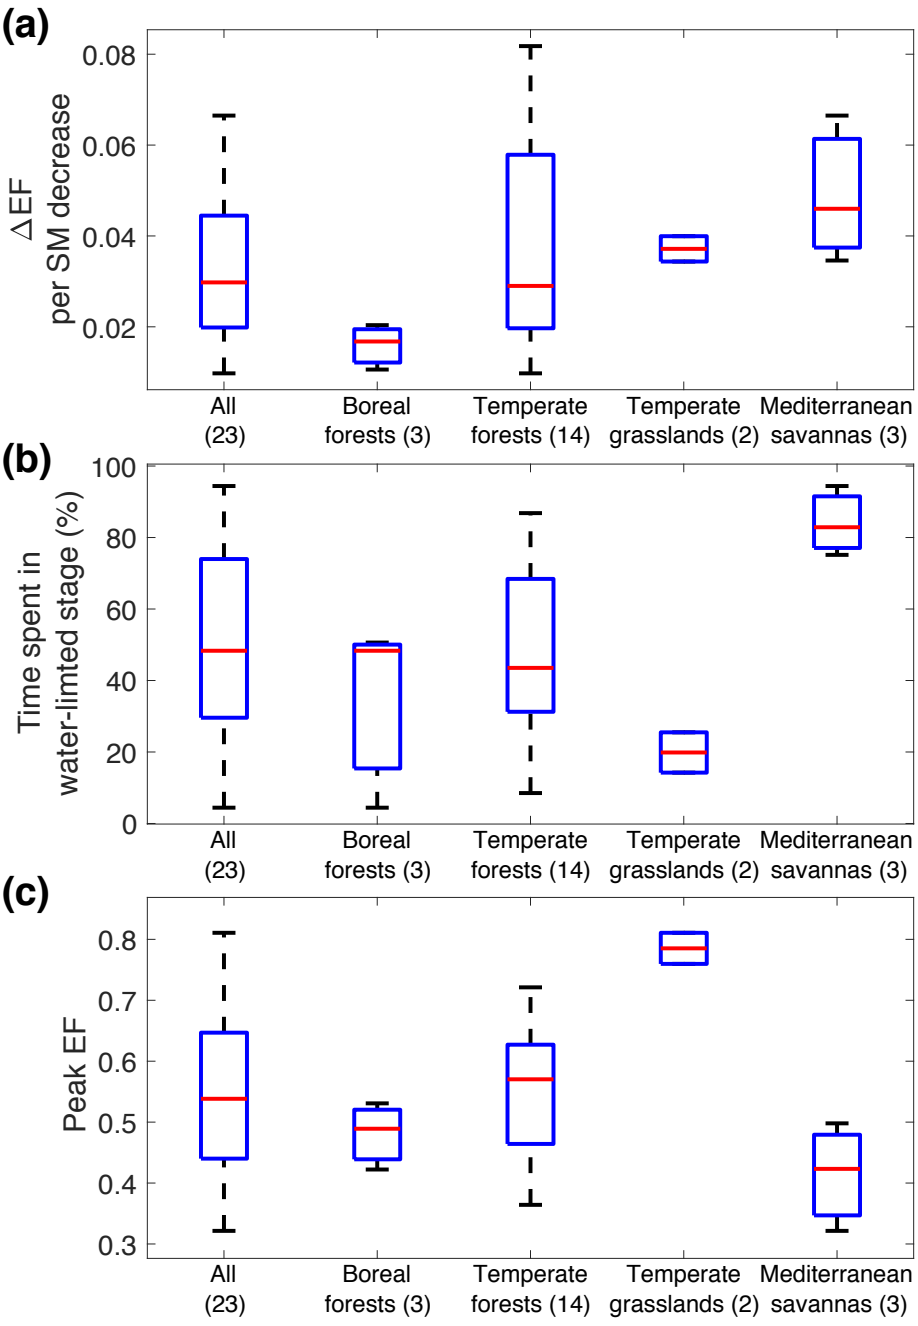 (a)
△EF
per SM decrease
0.08
0.06
0.04
0.02
All
(23)
Boreal
forests (3)
Temperate
forests (14)
Temperate
grasslands (2)
Mediterranean
savannas (3)
(b)
Time spent in
water-limted stage (%)
100
80
60
40
20
0
All
(23)
Boreal
forests (3)
Temperate
forests (14)
Temperate
grasslands (2)
Mediterranean
savannas (3)
(c)
Peak EF
0.8
0.7
0.6
0.5
0.4
0.3
All
(23)
Boreal
forests (3)
Temperate
forests (14)
Temperate
grasslands (2)
Mediterranean
savannas (3)